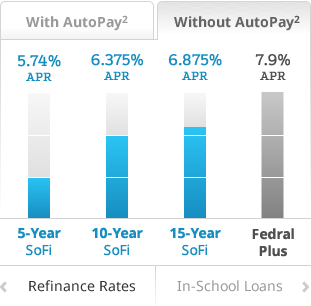 With AutoPay² Without AutoPay²
5.74% 6.375% 6.875% 7.9%
APR APR APR APR
5-Year 10-Year 15-Year Fedral
SoFi SoFi SoFi Plus
Refinance Rates In-School Loans